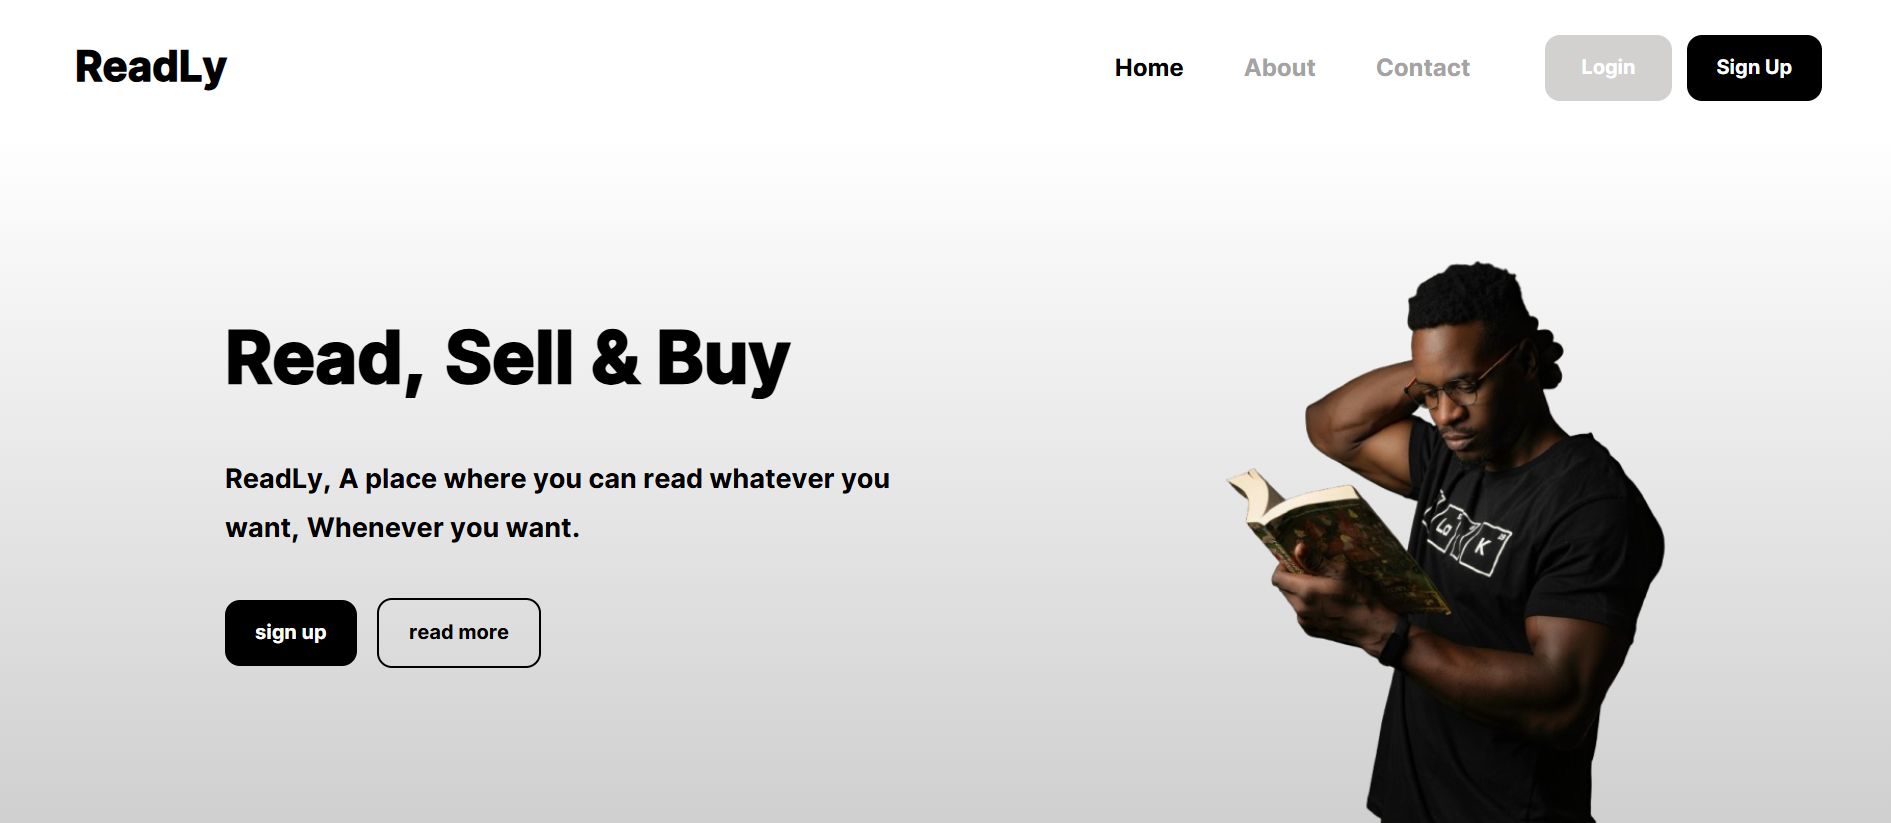 ReadLy
Home
About
Contact
Login
Sign Up
Read, Sell & Buy
ReadLy, A place where you can read whatever you
want, Whenever you want.
sign up
read more
K